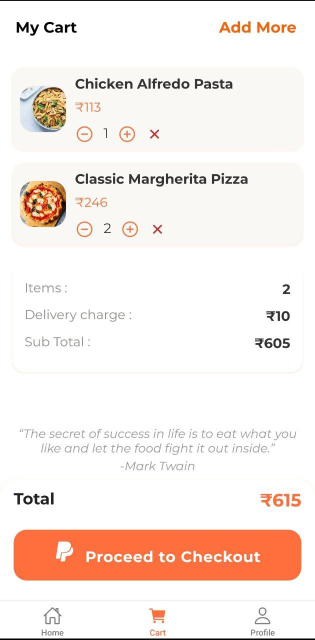 My Cart
Add More
Chicken Alfredo Pasta
₹113
1
Classic Margherita Pizza
₹246
2
Items : 2
Delivery charge : ₹10
Sub Total : ₹605
“The secret of success in life is to eat what you
like and let the food fight it out inside.”
-Mark Twain
Total ₹615
Proceed to Checkout
Home Cart Profile